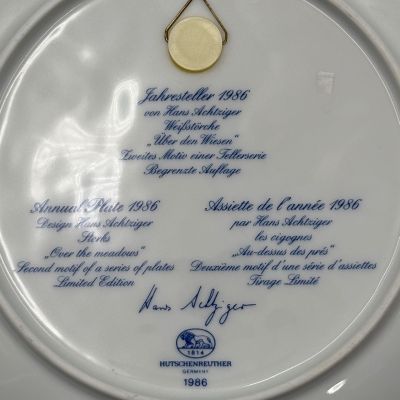 Jahresteller 1986
von Hans Achtziger
Weißstörche
„Über den Wiesen"
Zweites Motiv einer Tellerserie
Begrenzte Auflage
Annual Plate 1986
Design Hans Achtziger
Storks
„Over the meadows"
Second motif of a series of plates
Limited Edition
Assiette de l'année 1986
par Hans Achtziger
les cigognes
„Au-dessus des prés"
Deuxième motif d'une série d'assiettes
Tirage Limité
Hans Achtziger
1814
HUTSCHENREUTHER
GERMANY
1986